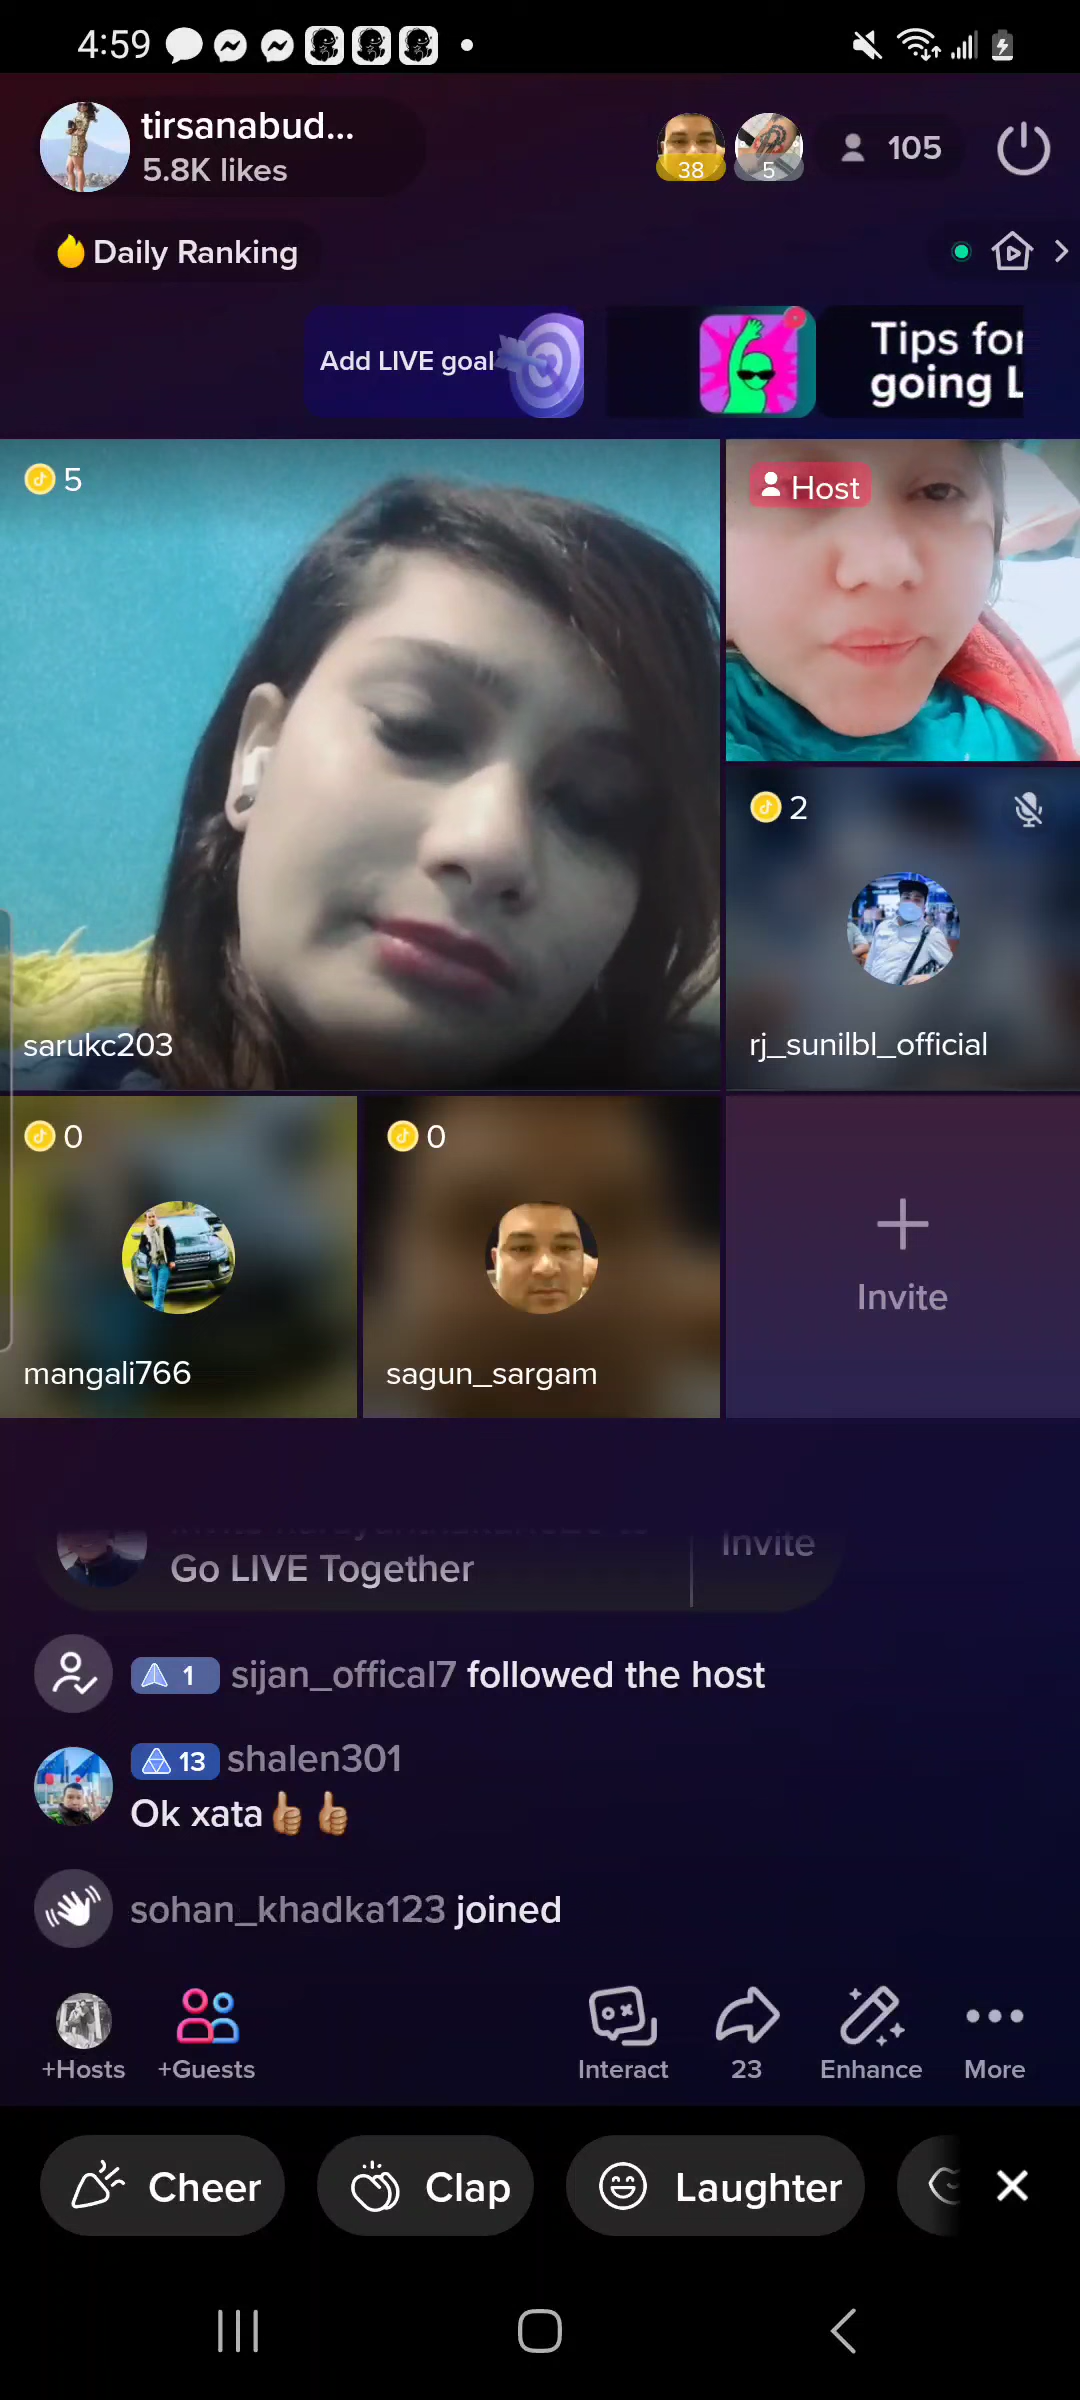 4:59
tirsanabud...
5.8K likes
38
5
105
Daily Ranking
Add LIVE goal
Tips for
going L
5
Host
2
sarukc203
rj_sunilbl_official
0
0
mangali766
sagun_sargam
Invite
Go LIVE Together
Invite
1 sijan_offical7 followed the host
13 shalen301
Ok xata👍🏽👍🏽
sohan_khadka123 joined
+Hosts
+Guests
Interact
23
Enhance
More
Cheer
Clap
Laughter